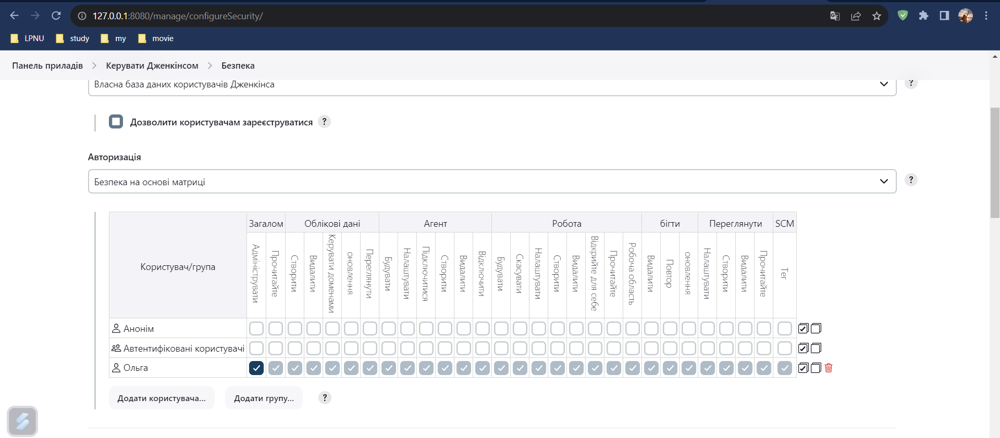 127.0.0.1:8080/manage/configureSecurity/
LPNU study my movie
Панель приладів Керувати Дженкінсом Безпека
Власна база даних користувачів Дженкінса
?
Дозволити користувачам зареєструватися ?
Авторизація
Безпека на основі матриці
?
Користувач/група
Загалом Облікові дані Агент Робота бігти Переглянути SCM
Адмініструвати
Прочитайте
Створити
Видалити
Керувати доменами
оновлення
Переглянути
Будувати
Налаштувати
Підключитися
Створити
Видалити
Відключити
Будувати
Скасувати
Налаштувати
Створити
Видалити
Відкрийте для себе
Прочитайте
Робоча область
Видалити
Повтор
оновлення
Налаштувати
Створити
Видалити
Прочитайте
Тег
Анонім
Автентифіковані користувачі
Ольга
Додати користувача... Додати групу... ?